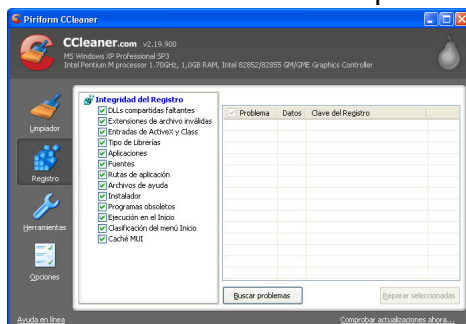 Piriform CCleaner
CCleaner.com v2.19.900
MS Windows XP Professional SP3
Intel Pentium M processor 1.70GHz, 1,0GB RAM, Intel 82852/82855 GM/GME Graphics Controller
Limpiador
Registro
Herramientas
Opciones
Integridad del Registro
DLLs compartidas faltantes
Extensiones de archivo inválidas
Entradas de ActiveX y Class
Tipo de Librerías
Aplicaciones
Fuentes
Rutas de aplicación
Archivos de ayuda
Instalador
Programas obsoletos
Ejecución en el Inicio
Clasificación del menú Inicio
Caché MUI
Problema Datos Clave del Registro
Buscar problemas
Reparar seleccionadas
Ayuda en línea
Comprobar actualizaciones ahora...